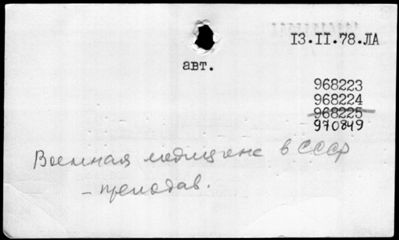 13.II.78.ЛА
авт.
968223
968224
968225
970849
Военная медицина в СССР
– преподав.